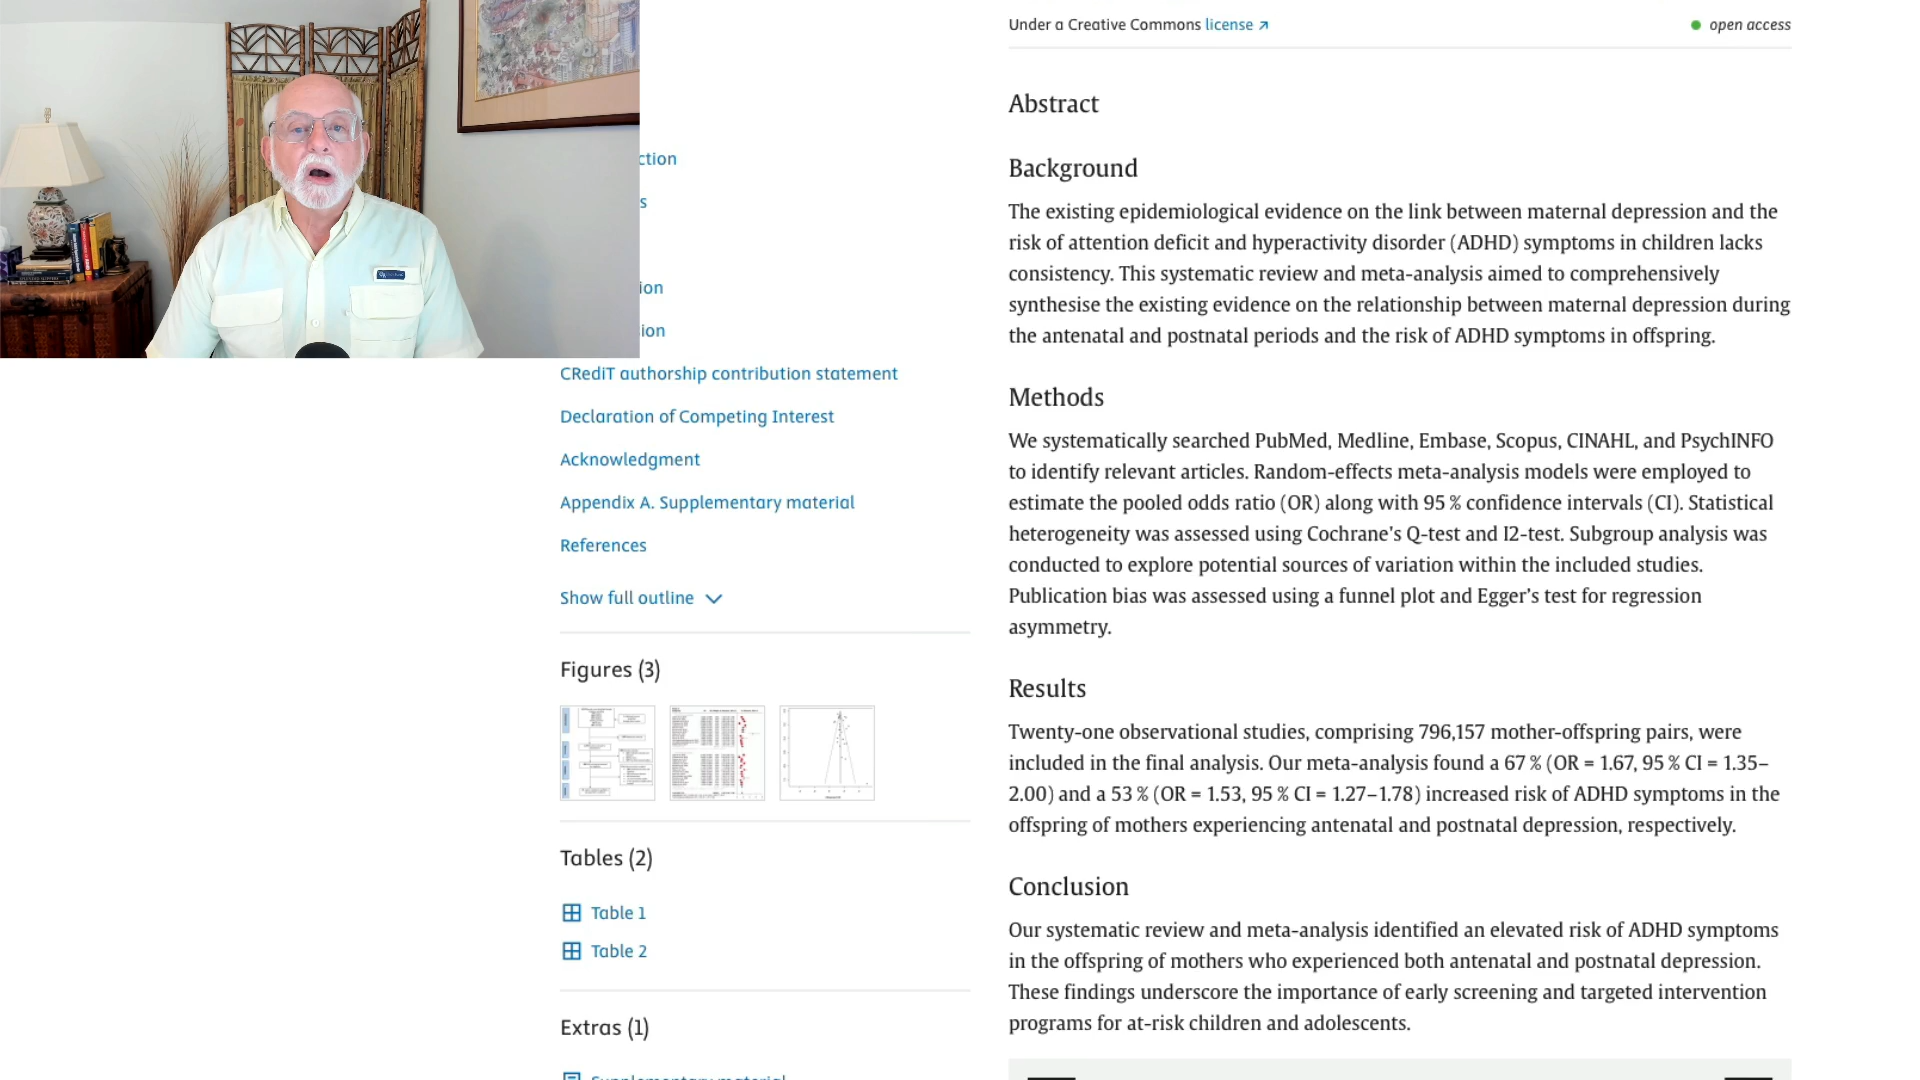 Under a Creative Commons license ↗
open access
ction
s
ion
ion
CRediT authorship contribution statement
Declaration of Competing Interest
Acknowledgment
Appendix A. Supplementary material
References
Show full outline
Figures (3)
Tables (2)
Table 1
Table 2
Extras (1)
Supplementary material
Abstract
Background
The existing epidemiological evidence on the link between maternal depression and the
risk of attention deficit and hyperactivity disorder (ADHD) symptoms in children lacks
consistency. This systematic review and meta-analysis aimed to comprehensively
synthesise the existing evidence on the relationship between maternal depression during
the antenatal and postnatal periods and the risk of ADHD symptoms in offspring.
Methods
We systematically searched PubMed, Medline, Embase, Scopus, CINAHL, and PsychINFO
to identify relevant articles. Random-effects meta-analysis models were employed to
estimate the pooled odds ratio (OR) along with 95 % confidence intervals (CI). Statistical
heterogeneity was assessed using Cochrane's Q-test and I2-test. Subgroup analysis was
conducted to explore potential sources of variation within the included studies.
Publication bias was assessed using a funnel plot and Egger's test for regression
asymmetry.
Results
Twenty-one observational studies, comprising 796,157 mother-offspring pairs, were
included in the final analysis. Our meta-analysis found a 67 % (OR = 1.67, 95 % CI = 1.35–
2.00) and a 53 % (OR = 1.53, 95 % CI = 1.27–1.78) increased risk of ADHD symptoms in the
offspring of mothers experiencing antenatal and postnatal depression, respectively.
Conclusion
Our systematic review and meta-analysis identified an elevated risk of ADHD symptoms
in the offspring of mothers who experienced both antenatal and postnatal depression.
These findings underscore the importance of early screening and targeted intervention
programs for at-risk children and adolescents.